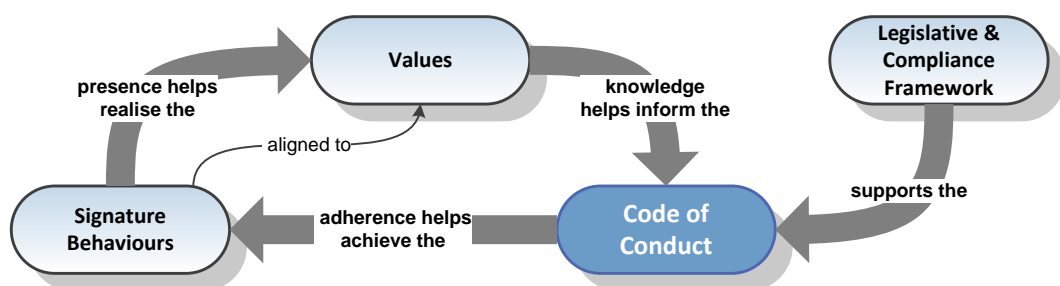 Values
Legislative &
Compliance
Framework
presence helps
realise the
knowledge
helps inform the
aligned to
supports the
Signature
Behaviours
adherence helps
achieve the
Code of
Conduct